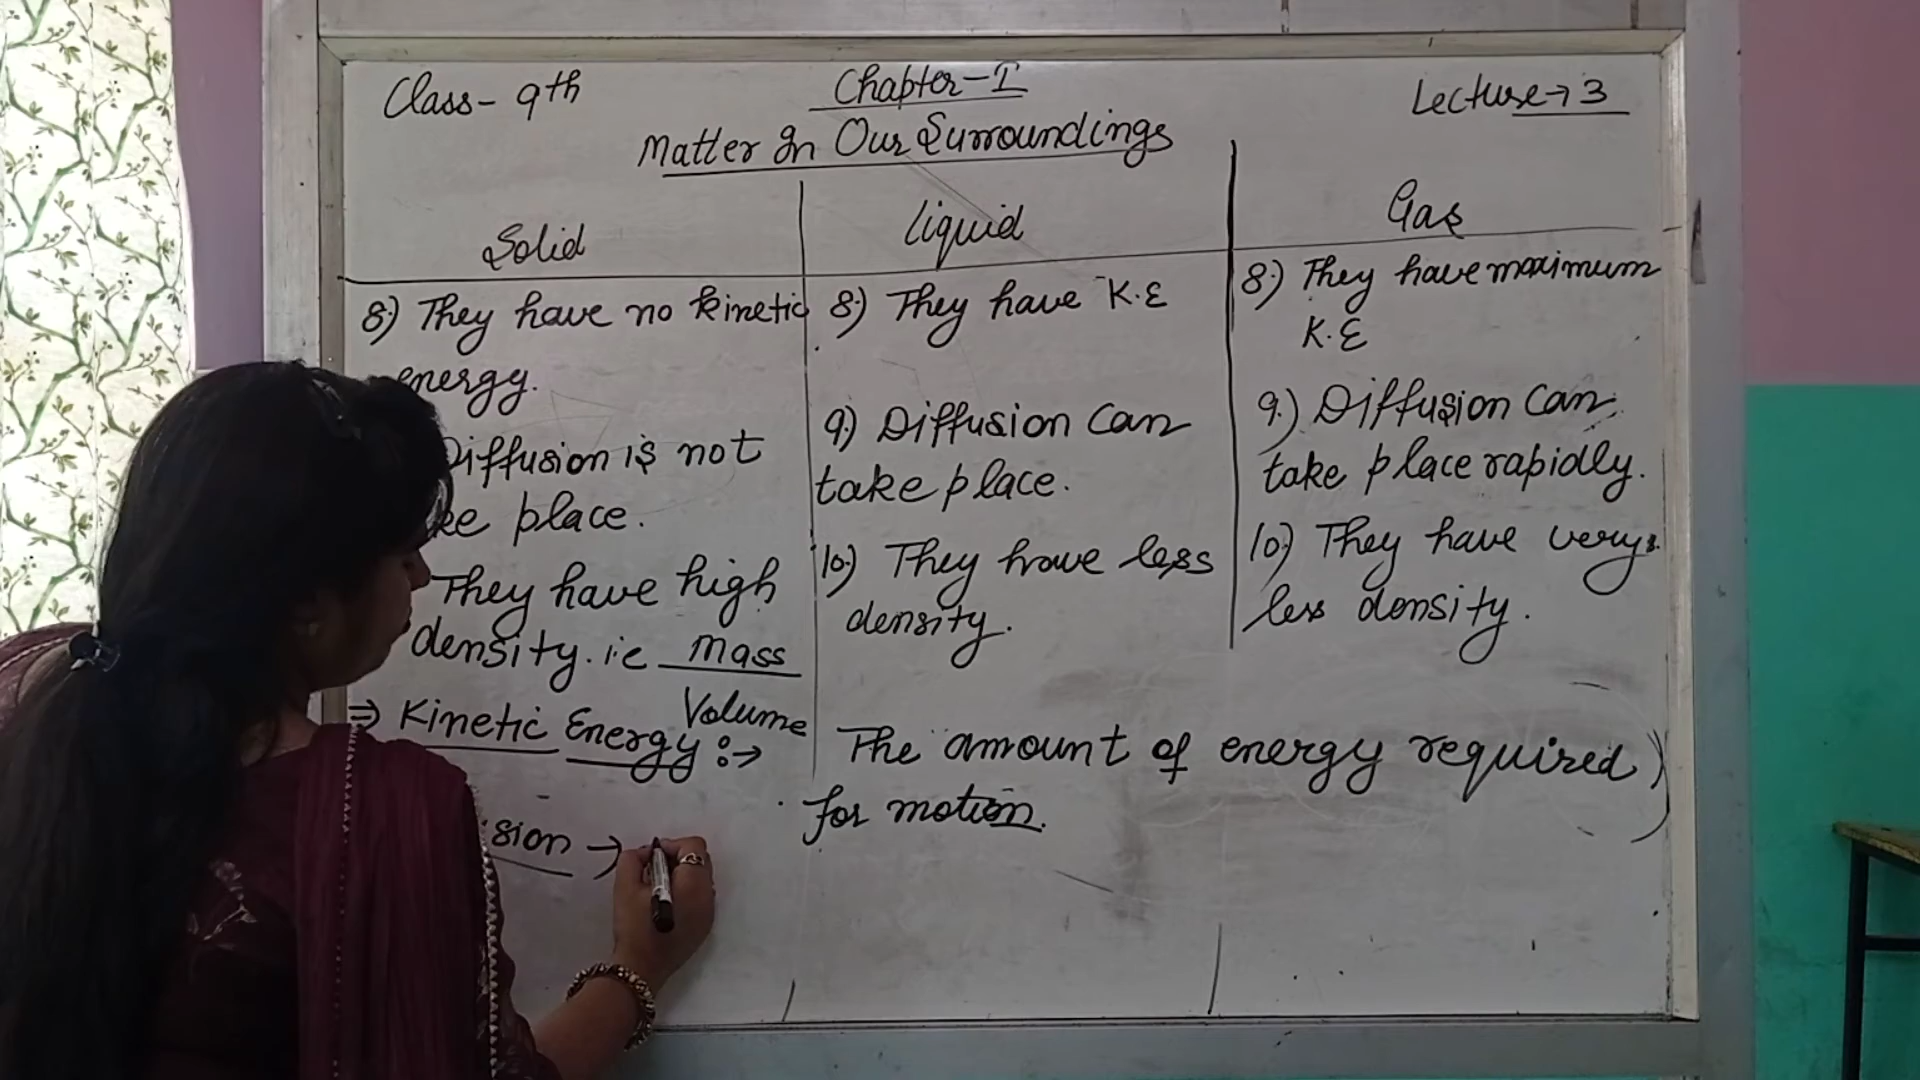 Class- 9th
Chapter-I
Lecture→3
Matter In Our Surroundings
Solid
8.) They have no kinetic
energy.
Diffusion is not
place.
They have high
density. i.e Mass
Volume
liquid
8.) They have K.E
9.) Diffusion Can
take place.
10.) They have less
density.
Gas
8.) They have maximum
K.E
9.) Diffusion Can
take place rapidly.
10.) They have very
less density.
⇒ Kinetic Energy :→ The amount of energy required
for motion.
sion →